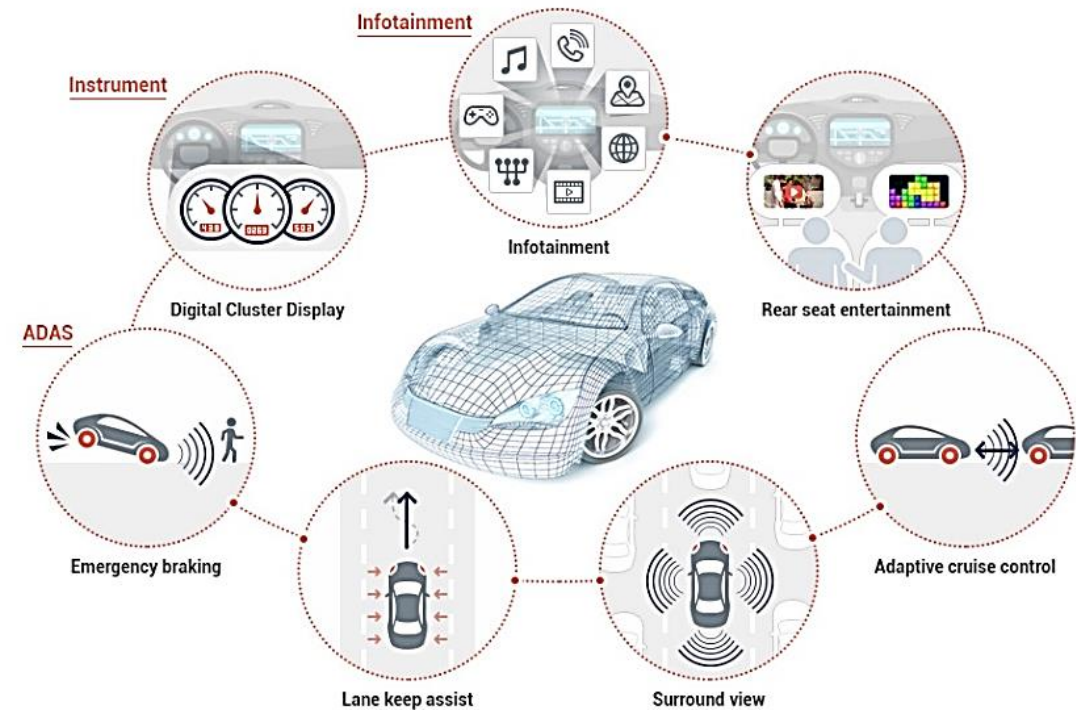 Infotainment
Instrument
Infotainment
Digital Cluster Display
Rear seat entertainment
ADAS
Emergency braking
Adaptive cruise control
Lane keep assist
Surround view